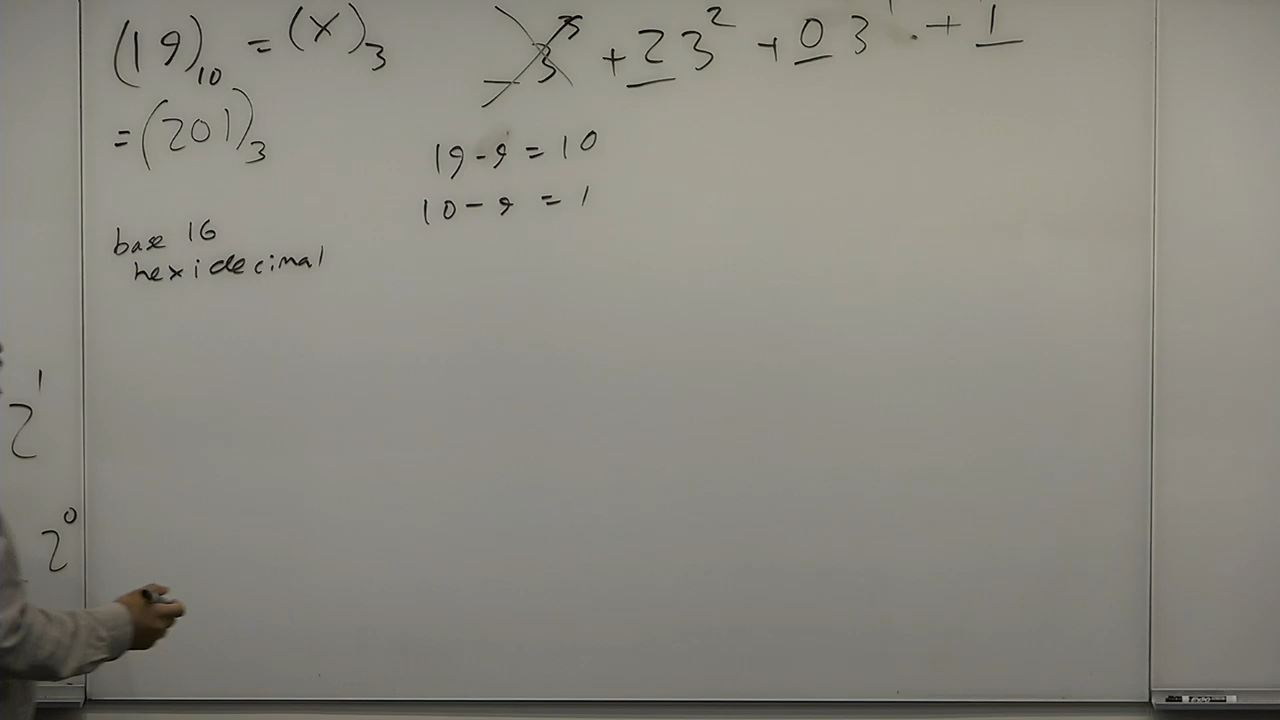 (19)₁₀ = (x)₃
3³ + 2 3² + 0 3¹ + 1
= (201)₃
19 - 9 = 10
10 - 9 = 1
base 16
hexidecimal
2¹
2⁰